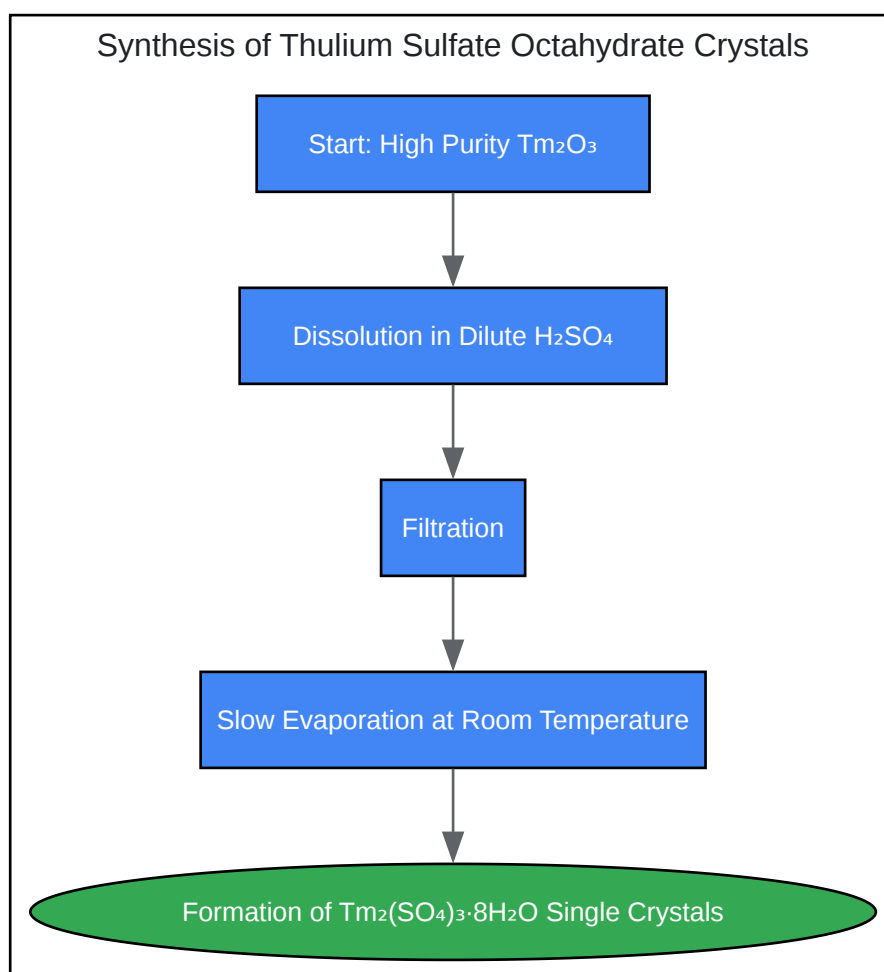 Synthesis of Thulium Sulfate Octahydrate Crystals
Start: High Purity Tm₂O₃
Dissolution in Dilute H₂SO₄
Filtration
Slow Evaporation at Room Temperature
Formation of Tm₂(SO₄)₃·8H₂O Single Crystals